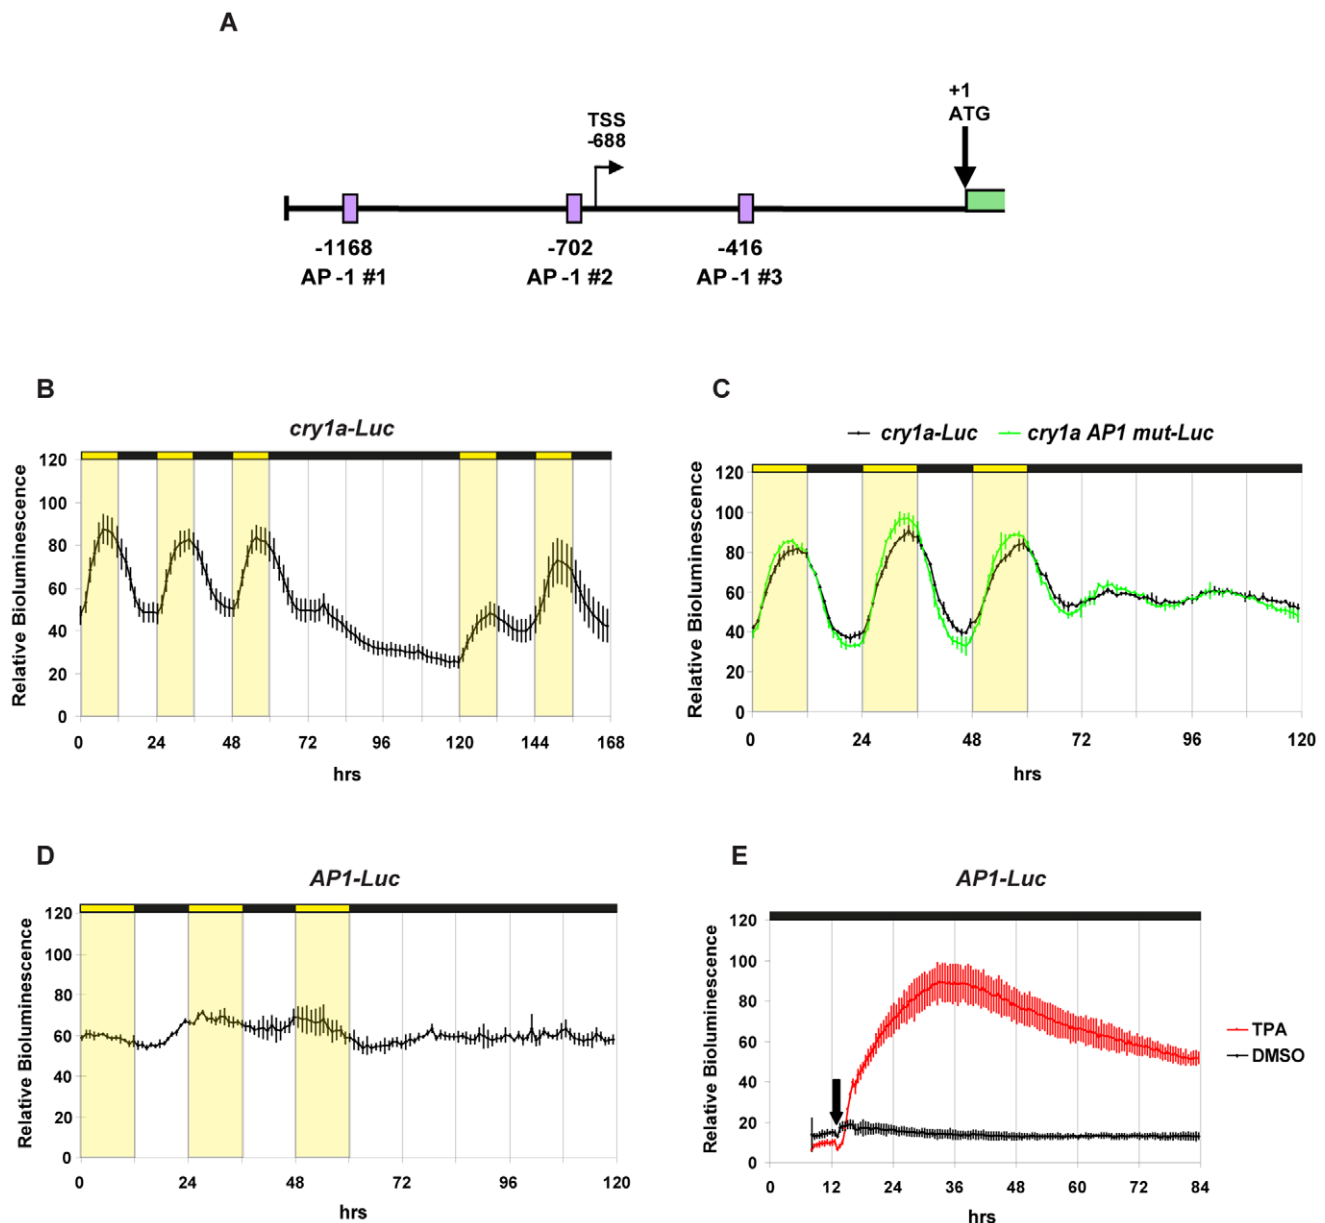 A
+1
ATG
TSS
-688
-1168
-702
-416
AP -1 #1
AP -1 #2
AP -1 #3
B
cry1a-Luc
120
100
80
60
40
20
0
Relative Bioluminescence
0 24 48 72 96 120 144 168
hrs
C
cry1a-Luc cry1a AP1 mut-Luc
120
100
80
60
40
20
0
Relative Bioluminescence
0 24 48 72 96 120
hrs
D
AP1-Luc
120
100
80
60
40
20
0
Relative Bioluminescence
0 24 48 72 96 120
hrs
E
AP1-Luc
120
100
80
60
40
20
0
Relative Bioluminescence
0 12 24 36 48 60 72 84
hrs
TPA
DMSO